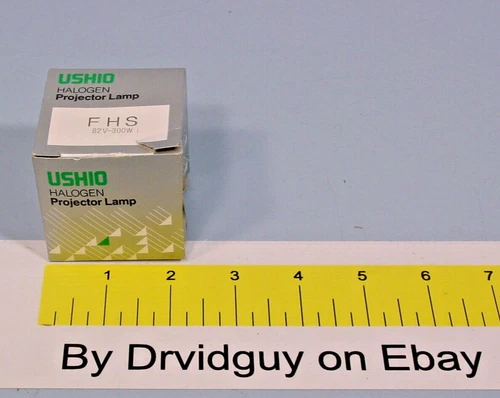 USHIO
HALOGEN
Projector Lamp
FHS
82V-300W
USHIO
HALOGEN
Projector Lamp
1 2 3 4 5 6 7
By Drvidguy on Ebay